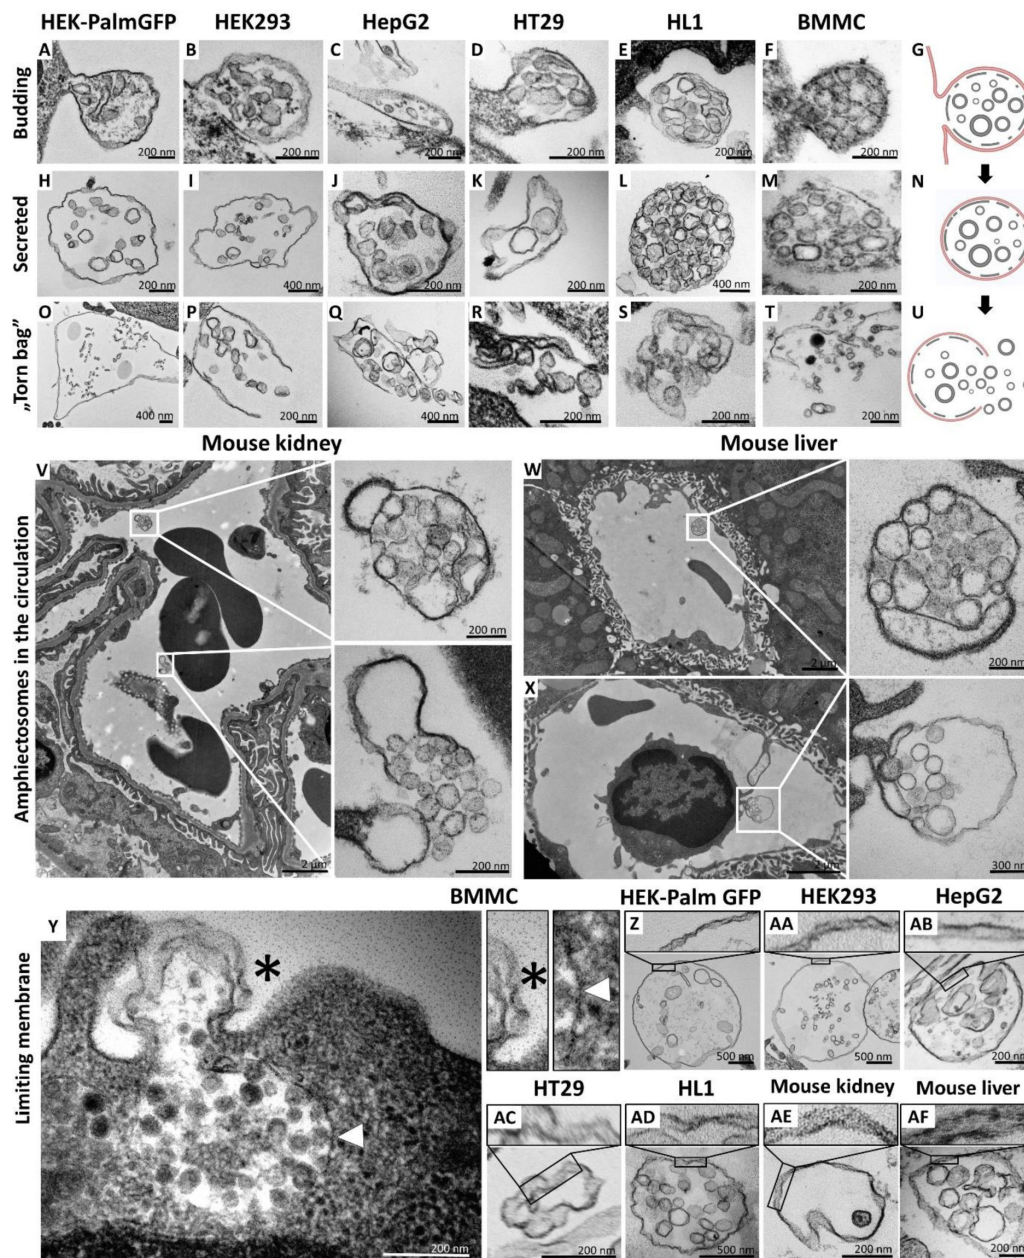 HEK-PalmGFP HEK293 HepG2 HT29 HL1 BMMC
Budding
A 200 nm
B 200 nm
C 200 nm
D 200 nm
E 200 nm
F 200 nm
G
Secreted
H 200 nm
I 400 nm
J 200 nm
K 200 nm
L 400 nm
M 200 nm
N
„Torn bag”
O 400 nm
P 200 nm
Q 400 nm
R 200 nm
S 200 nm
T 200 nm
U
Mouse kidney Mouse liver
Amphiectosomes in the circulation
V 2 µm
200 nm
200 nm
W 2 µm
200 nm
X 2 µm
300 nm
BMMC HEK-Palm GFP HEK293 HepG2
Limiting membrane
Y * 200 nm
*
Z 500 nm
AA 500 nm
AB 200 nm
HT29 HL1 Mouse kidney Mouse liver
AC 200 nm
AD 500 nm
AE 200 nm
AF 200 nm